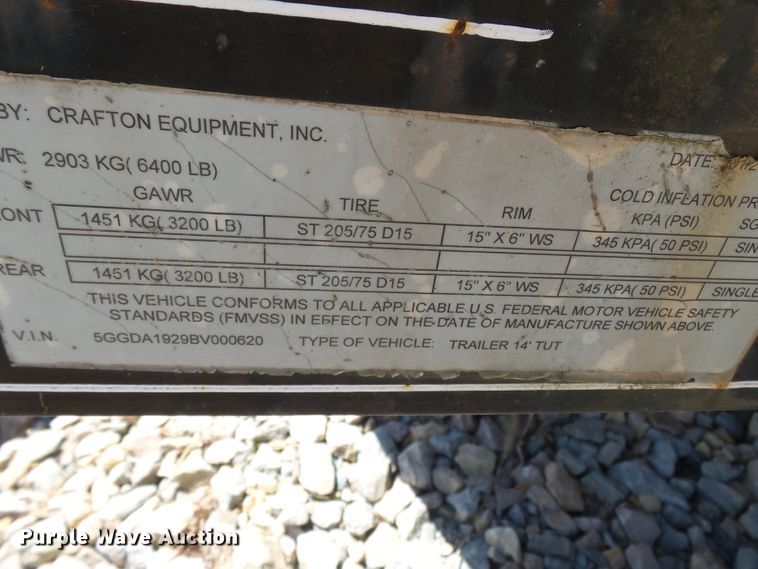 BY: CRAFTON EQUIPMENT, INC.
WR: 2903 KG( 6400 LB) DATE:
GAWR TIRE RIM COLD INFLATION PR
KPA (PSI) SG
ONT 1451 KG( 3200 LB) ST 205/75 D15 15" X 6" WS 345 KPA( 50 PSI) SIN
REAR 1451 KG( 3200 LB) ST 205/75 D15 15" X 6" WS 345 KPA( 50 PSI) SINGLE
THIS VEHICLE CONFORMS TO ALL APPLICABLE U.S. FEDERAL MOTOR VEHICLE SAFETY
STANDARDS (FMVSS) IN EFFECT ON THE DATE OF MANUFACTURE SHOWN ABOVE.
V.I.N. 5GGDA1929BV000620 TYPE OF VEHICLE: TRAILER 14' TUT
Purple Wave Auction